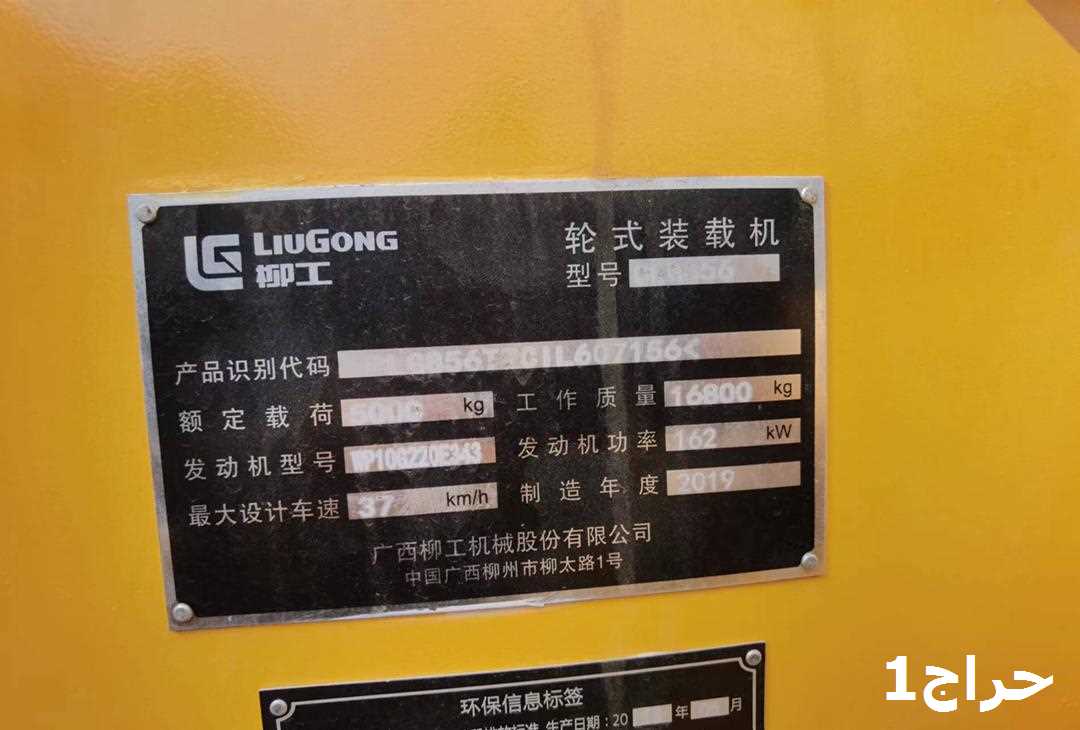 LIUGONG
柳工
轮式装载机
型号
产品识别代码
额定载荷 kg 工作质量 16800 kg
发动机型号 发动机功率 162 kW
最大设计车速 37 km/h 制造年度 2019
广西柳工机械股份有限公司
中国广西柳州市柳太路1号
环保信息标签
生产日期：20 年 月
حراج1